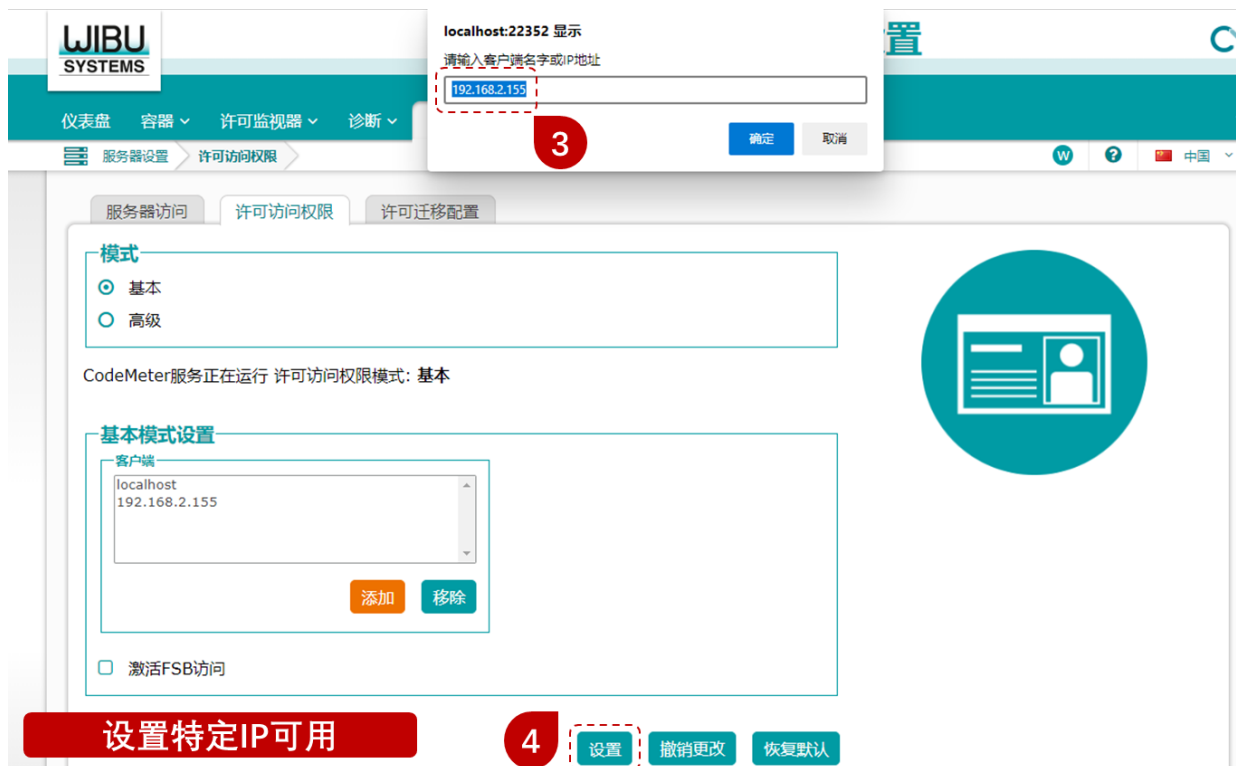 WIBU
SYSTEMS
localhost:22352 显示
请输入客户端名字或IP地址
192.168.2.155
3
确定
取消
置
仪表盘
容器
许可监视器
诊断
服务器设置
许可访问权限
W
?
中国
服务器访问
许可访问权限
许可迁移配置
模式
基本
高级
CodeMeter服务正在运行 许可访问权限模式: 基本
基本模式设置
客户端
localhost
192.168.2.155
添加
移除
激活FSB访问
设置特定IP可用
4
设置
撤销更改
恢复默认